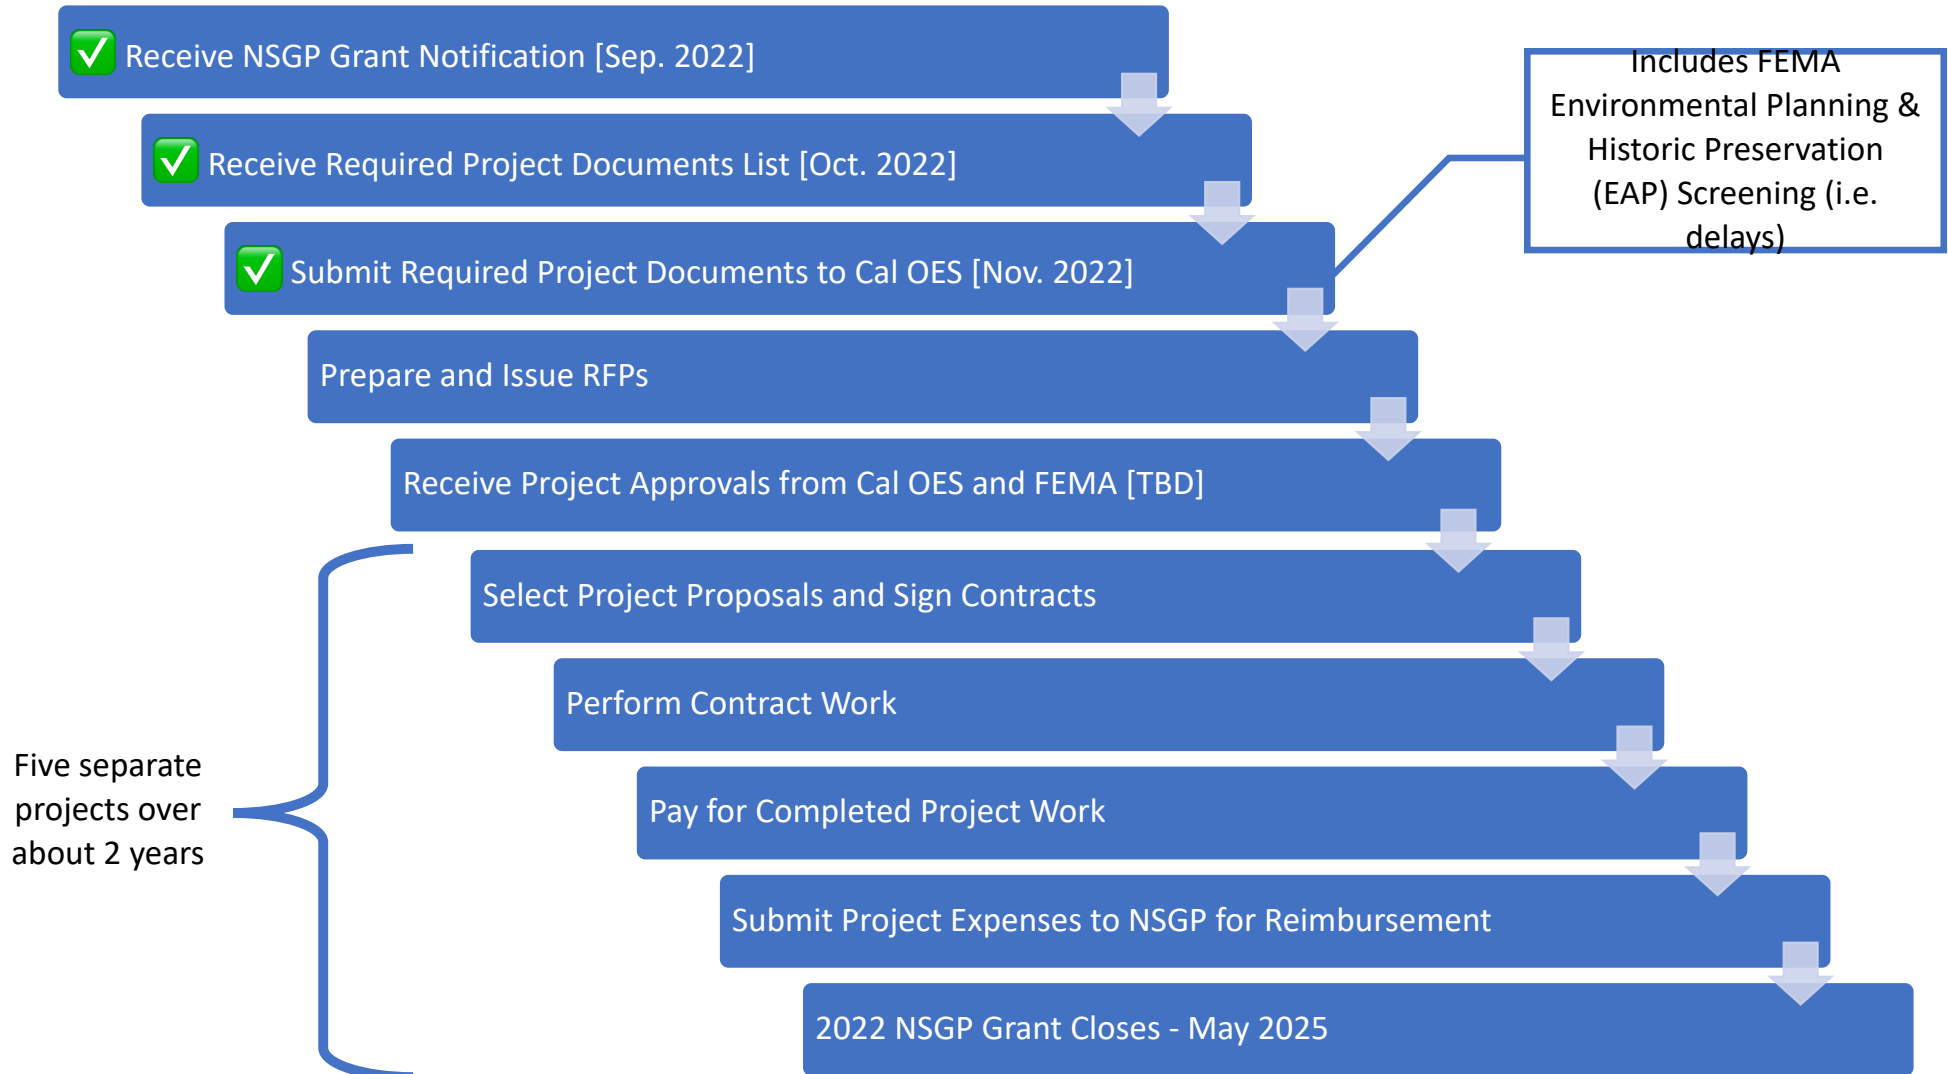 ✅ Receive NSGP Grant Notification [Sep. 2022]
Includes FEMA
Environmental Planning &
Historic Preservation
(EAP) Screening (i.e.
delays)
✅ Receive Required Project Documents List [Oct. 2022]
✅ Submit Required Project Documents to Cal OES [Nov. 2022]
Prepare and Issue RFPs
Receive Project Approvals from Cal OES and FEMA [TBD]
Select Project Proposals and Sign Contracts
Perform Contract Work
Five separate
projects over
about 2 years
Pay for Completed Project Work
Submit Project Expenses to NSGP for Reimbursement
2022 NSGP Grant Closes - May 2025